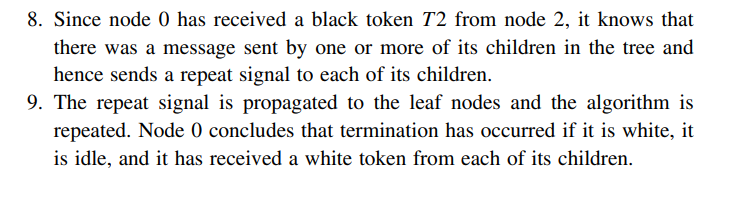 8. Since node 0 has received a black token T2 from node 2, it knows that
there was a message sent by one or more of its children in the tree and
hence sends a repeat signal to each of its children.
9. The repeat signal is propagated to the leaf nodes and the algorithm is
repeated. Node 0 concludes that termination has occurred if it is white, it
is idle, and it has received a white token from each of its children.